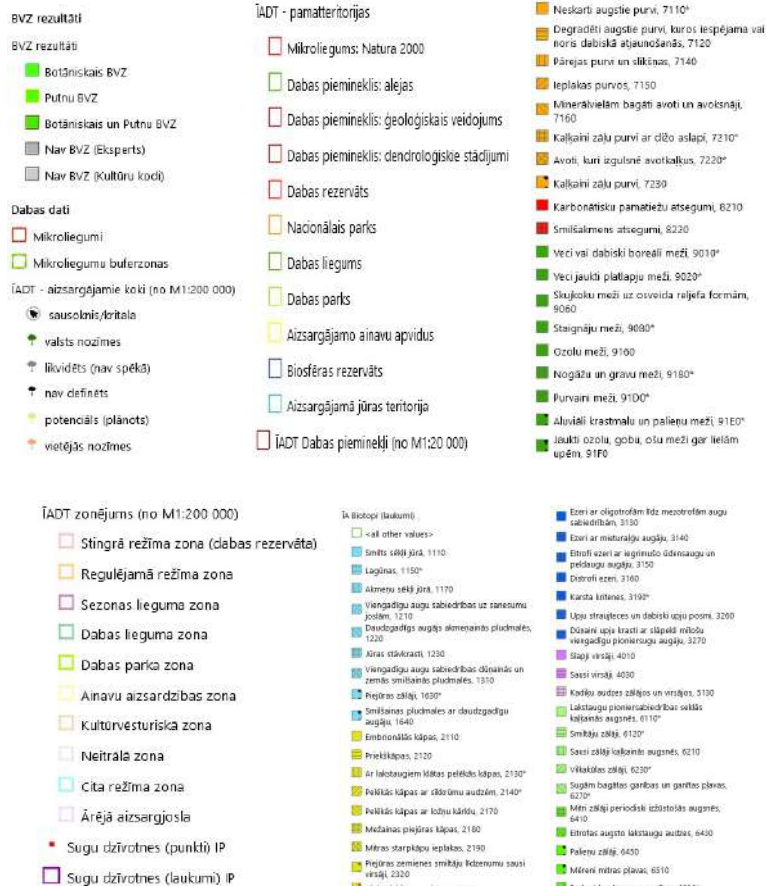 BVZ rezultāti
BVZ rezultāti
Botāniskais BVZ
Putnu BVZ
Botāniskais un Putnu BVZ
Nav BVZ (Eksperts)
Nav BVZ (Kultūru kodi)
Dabas dati
Mikroliegumi
Mikroliegumu buferzonas
ĪADT - aizsargājamie koki (no M1:200 000)
sausoknis/kritala
valsts nozīmes
likvidēts (nav spēkā)
nav definēts
potenciāls (plānots)
vietējās nozīmes
ĪADT - pamatteritorijas
Mikroliegums: Natura 2000
Dabas piemineklis: alejas
Dabas piemineklis: ģeoloģiskais veidojums
Dabas piemineklis: dendroloģiskie stādījumi
Dabas rezervāts
Nacionālais parks
Dabas liegums
Dabas parks
Aizsargājamo ainavu apvidus
Biosfēras rezervāts
Aizsargājamā jūras teritorija
ĪADT Dabas pieminekļi (no M1:20 000)
Neskarti augstie purvi, 7110*
Degradēti augstie purvi, kuros iespējama vai
noris dabiskā atjaunošanās, 7120
Pārejas purvi un slīkšņas, 7140
Ieplakas purvos, 7150
Minerālvielām bagāti avoti un avoksnāji,
7160
Kaļķaini zāļu purvi ar dižo aslapi, 7210*
Avoti, kuri izgulsnē avotkaļķus, 7220*
Kaļķaini zāļu purvi, 7230
Karbonātisku pamatiežu atsegumi, 8210
Smilšakmens atsegumi, 8220
Veci vai dabiski boreāli meži, 9010*
Veci jaukti platlapju meži, 9020*
Skujkoku meži uz osveida reljefa formām,
9060
Staignāju meži, 9080*
Ozolu meži, 9160
Nogāžu un gravu meži, 9180*
Purvaini meži, 91D0*
Aluviāli krastmalu un palieņu meži, 91E0*
Jaukti ozolu, gobu, ošu meži gar lielām
upēm, 91F0
ĪADT zonējums (no M1:200 000)
Stingrā režīma zona (dabas rezervāta)
Regulējamā režīma zona
Sezonas lieguma zona
Dabas lieguma zona
Dabas parka zona
Ainavu aizsardzības zona
Kultūrvēsturiskā zona
Neitrālā zona
Cita režīma zona
Ārējā aizsargjosla
Sugu dzīvotnes (punkti) IP
Sugu dzīvotnes (laukumi) IP
ĪA Biotopi (laukumi)
<all other values>
Smilts sēkļi jūrā, 1110
Lagūnas, 1150*
Akmeņu sēkļi jūrā, 1170
Viengadīgu augu sabiedrības uz sanesumu
joslām, 1210
Daudzgadīgs augājs akmeņainās pludmalēs,
1220
Jūras stāvkrasti, 1230
Viengadīgu augu sabiedrības dūņainās un
zemās smilšainās pludmalēs, 1310
Piejūras zālāji, 1630*
Smilšainas pludmales ar daudzgadīgu
augāju, 1640
Embrionālās kāpas, 2110
Priekškāpas, 2120
Ar lakstaugiem klātas pelēkās kāpas, 2130*
Pelēkās kāpas ar sīkkrūmu audzēm, 2140*
Pelēkās kāpas ar ložņu kārklu, 2170
Mežainas piejūras kāpas, 2180
Mitras starpkāpu ieplakas, 2190
Piejūras zemienes smiltāju līdzenumu sausi
virsāji, 2320
Ezeri ar oligotrofām līdz mezotrofām augu
sabiedrībām, 3130
Ezeri ar mieturaļģu augāju, 3140
Eitrofi ezeri ar iegrimušo ūdensaugu un
peldaugu augāju, 3150
Distrofi ezeri, 3160
Karsta kritenes, 3190*
Upju straujteces un dabiski upju posmi, 3260
Dūņaini upju krasti ar slāpekli mīlošu
viengadīgu pioniersugu augāju, 3270
Slapji virsāji, 4010
Sausi virsāji, 4030
Kadiķu audzes zālājos un virsājos, 5130
Lakstaugu pioniersabiedrības seklās
kaļķainās augsnēs, 6110*
Smiltāju zālāji, 6120*
Sausi zālāji kaļķainās augsnēs, 6210
Vilkakūlas zālāji, 6230*
Sugām bagātas ganības un ganītas pļavas,
6270*
Mitri zālāji periodiski izžūstošās augsnēs,
6410
Eitrofas augsto lakstaugu audzes, 6430
Palieņu zālāji, 6450
Mēreni mitras pļavas, 6510